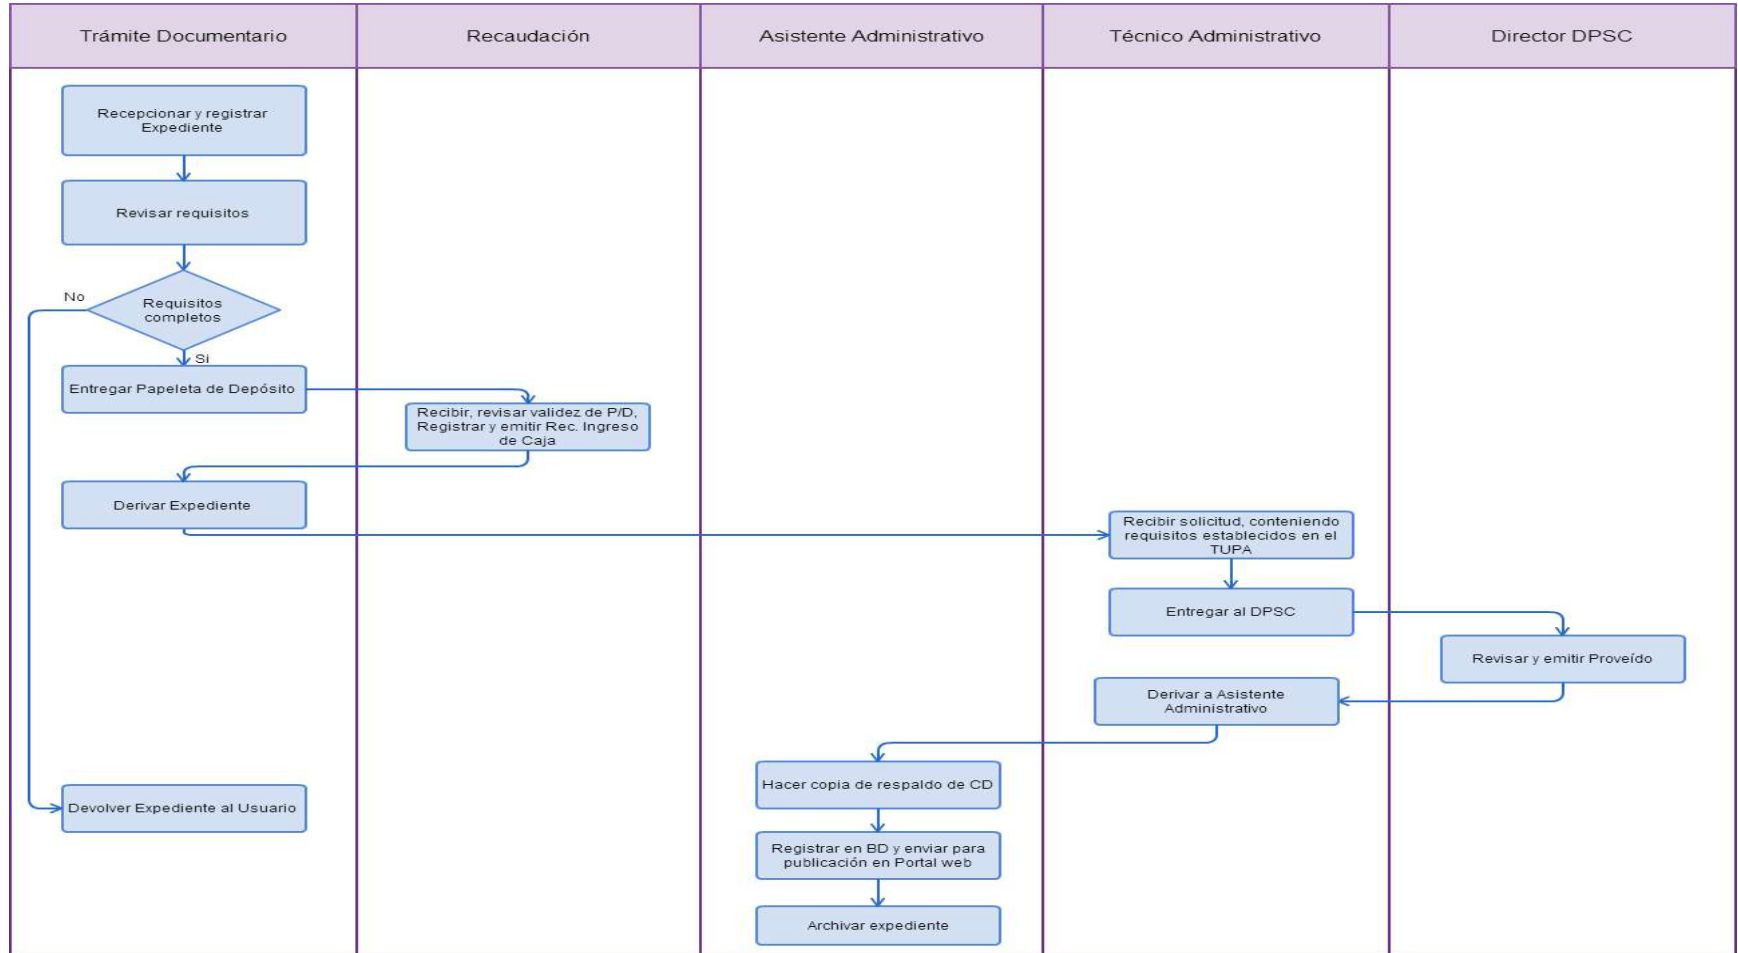 Trámite Documentario
Recaudación
Asistente Administrativo
Técnico Administrativo
Director DPSC
Recepcionar y registrar
Expediente
Revisar requisitos
No
Requisitos
completos
Si
Entregar Papeleta de Depósito
Recibir, revisar validez de P/D,
Registrar y emitir Rec. Ingreso
de Caja
Derivar Expediente
Recibir solicitud, conteniendo
requisitos establecidos en el
TUPA
Entregar al DPSC
Revisar y emitir Proveído
Derivar a Asistente
Administrativo
Hacer copia de respaldo de CD
Devolver Expediente al Usuario
Registrar en BD y enviar para
publicación en Portal web
Archivar expediente